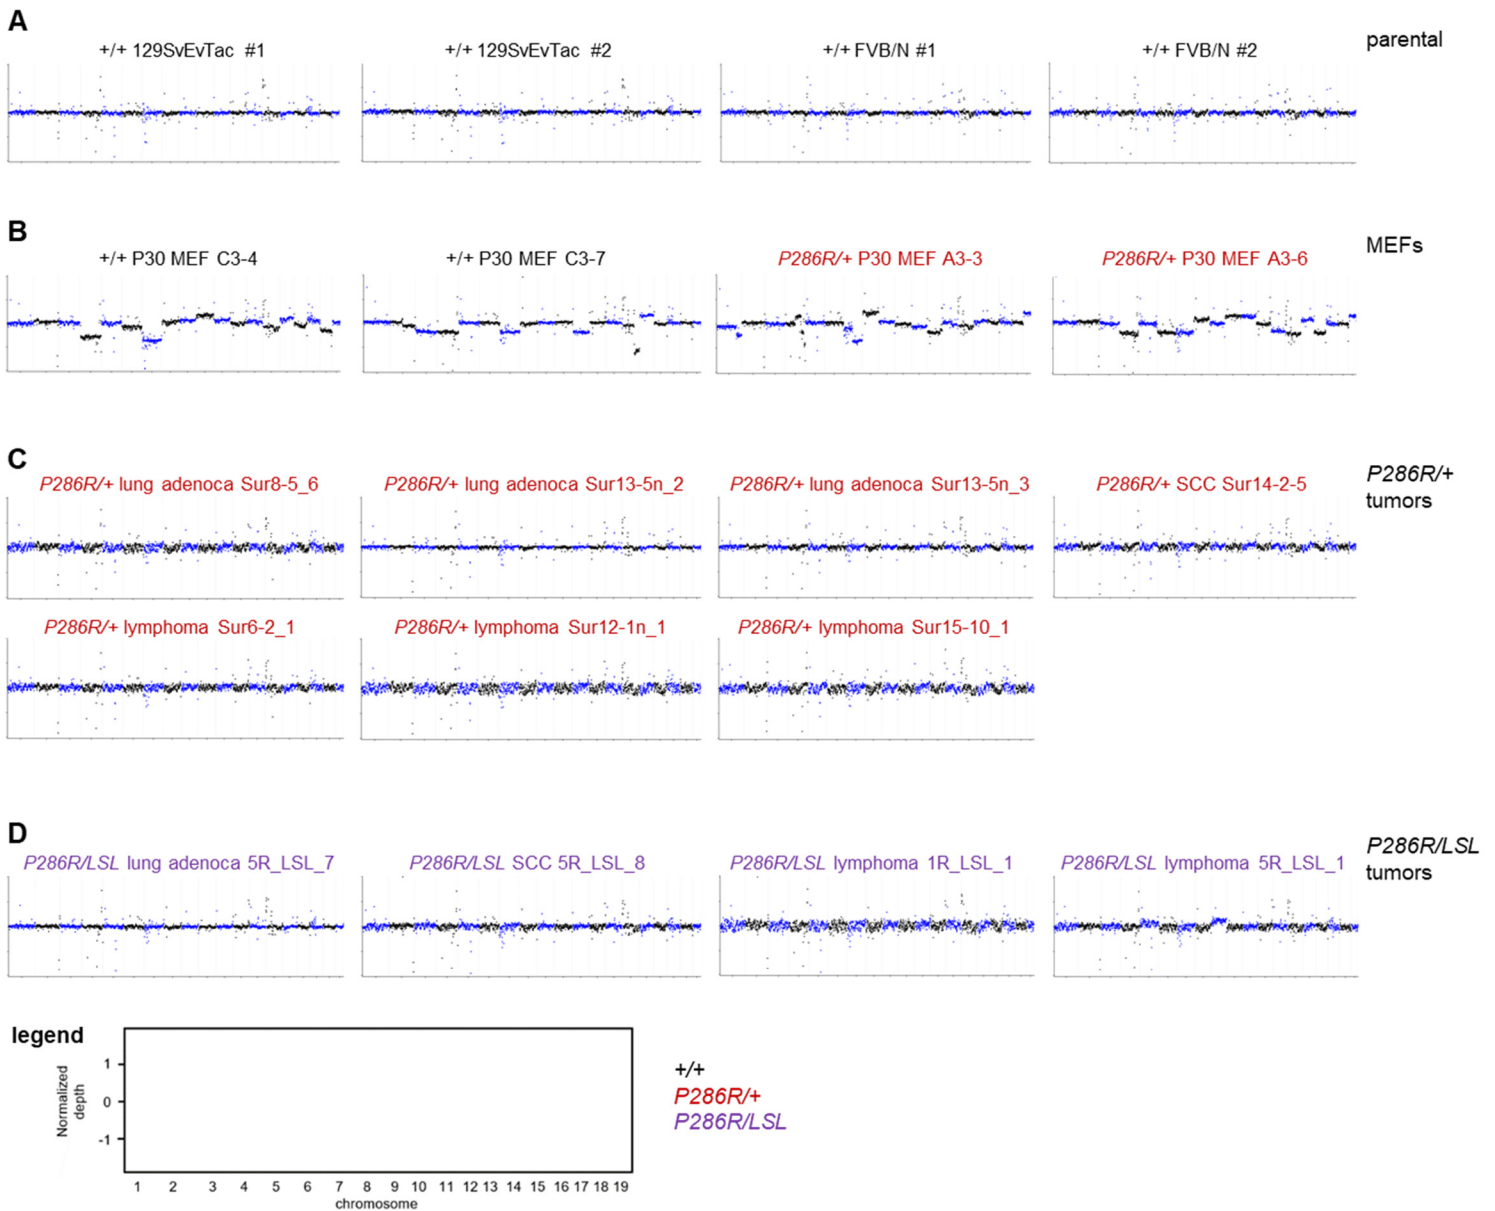 A
+/+ 129SvEvTac #1
+/+ 129SvEvTac #2
+/+ FVB/N #1
+/+ FVB/N #2
parental
B
+/+ P30 MEF C3-4
+/+ P30 MEF C3-7
P286R/+ P30 MEF A3-3
P286R/+ P30 MEF A3-6
MEFs
C
P286R/+ lung adenoca Sur8-5_6
P286R/+ lung adenoca Sur13-5n_2
P286R/+ lung adenoca Sur13-5n_3
P286R/+ SCC Sur14-2-5
P286R/+
tumors
P286R/+ lymphoma Sur6-2_1
P286R/+ lymphoma Sur12-1n_1
P286R/+ lymphoma Sur15-10_1
D
P286R/LSL lung adenoca 5R_LSL_7
P286R/LSL SCC 5R_LSL_8
P286R/LSL lymphoma 1R_LSL_1
P286R/LSL lymphoma 5R_LSL_1
P286R/LSL
tumors
legend
Normalized
depth
1
0
-1
1 2 3 4 5 6 7 8 9 10 11 12 13 14 15 16 17 18 19
chromosome
+/+
P286R/+
P286R/LSL